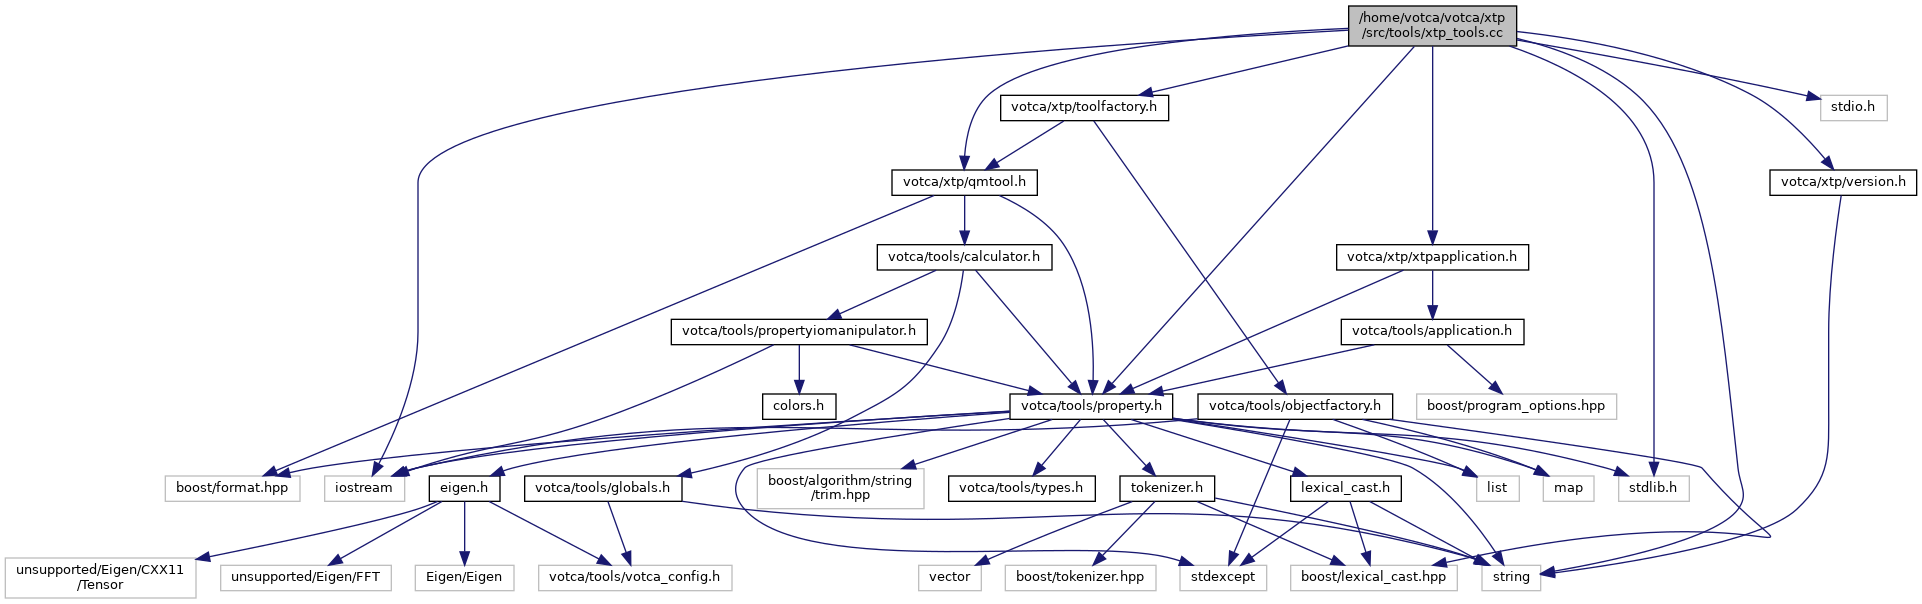 /home/votca/votca/xtp
/src/tools/xtp_tools.cc
votca/xtp/toolfactory.h
stdio.h
votca/xtp/qmtool.h
votca/xtp/version.h
votca/tools/calculator.h
votca/xtp/xtpapplication.h
votca/tools/propertyiomanipulator.h
votca/tools/application.h
colors.h
votca/tools/property.h
votca/tools/objectfactory.h
boost/program_options.hpp
boost/format.hpp
iostream
eigen.h
votca/tools/globals.h
boost/algorithm/string
/trim.hpp
votca/tools/types.h
tokenizer.h
lexical_cast.h
list
map
stdlib.h
unsupported/Eigen/CXX11
/Tensor
unsupported/Eigen/FFT
Eigen/Eigen
votca/tools/votca_config.h
vector
boost/tokenizer.hpp
stdexcept
boost/lexical_cast.hpp
string